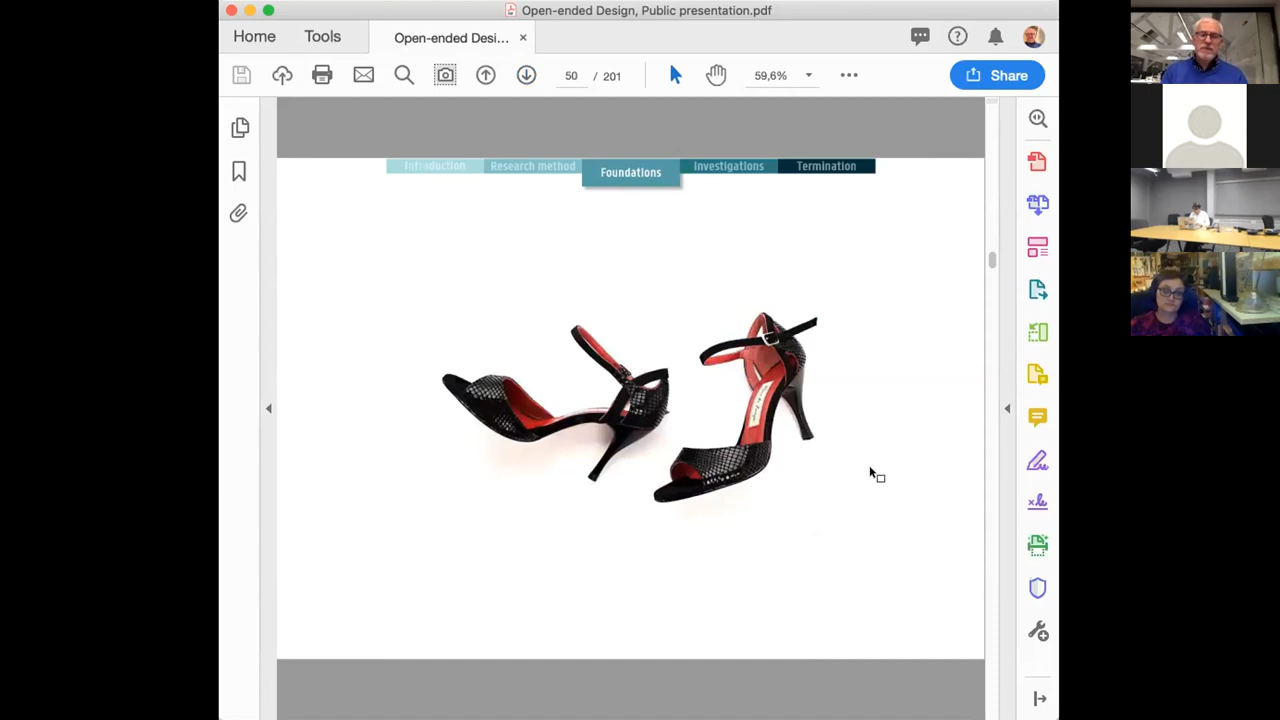 Open-ended Design, Public presentation.pdf
Home
Tools
Open-ended Desi...
50 / 201
59,6%
Share
Introduction
Research method
Foundations
Investigations
Termination